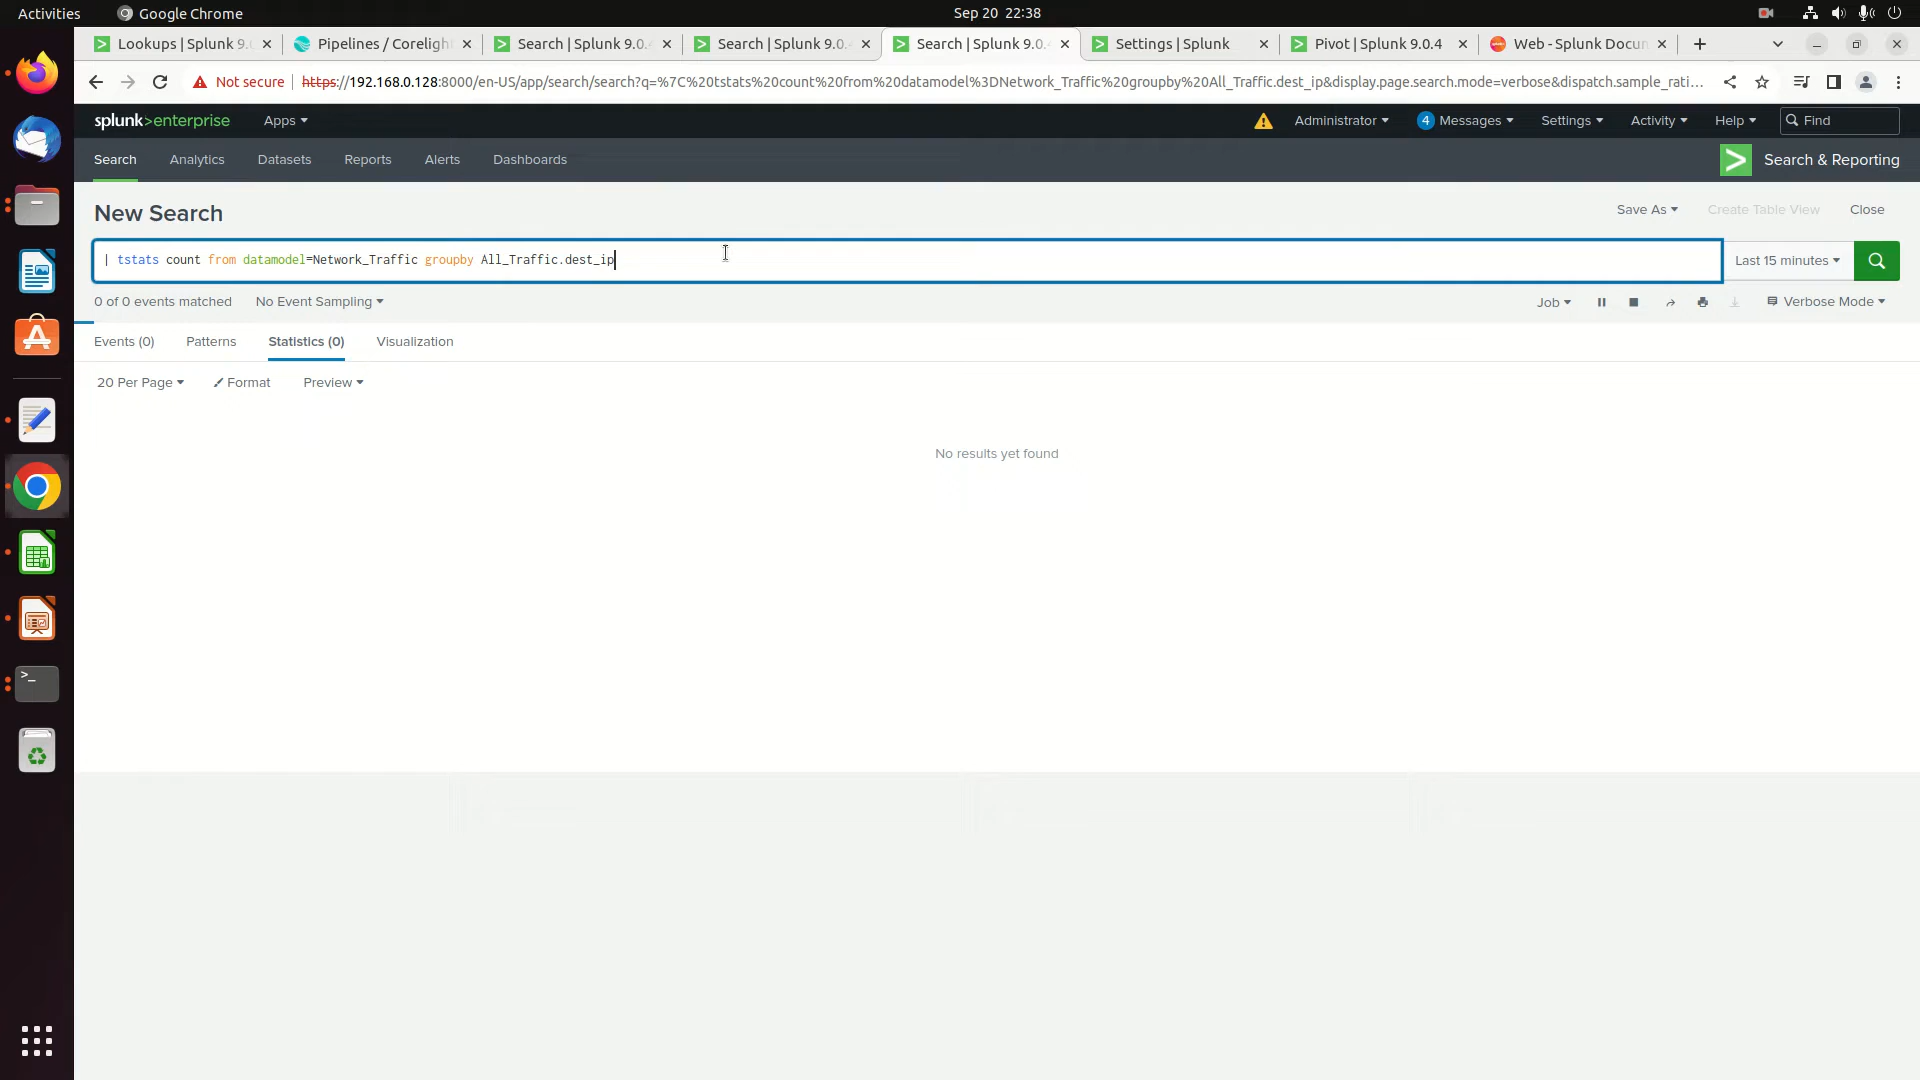 Activities
Google Chrome
Sep 20 22:38
Lookups | Splunk 9.0.
Pipelines / Corelight
Search | Splunk 9.0.4
Search | Splunk 9.0.4
Search | Splunk 9.0.4
Settings | Splunk
Pivot | Splunk 9.0.4
Web - Splunk Docum
Not secure
https://192.168.0.128:8000/en-US/app/search/search?q=%7C%20tstats%20count%20from%20datamodel%3DNetwork_Traffic%20groupby%20All_Traffic.dest_ip&display.page.search.mode=verbose&dispatch.sample_rati...
splunk>enterprise
Apps
Administrator
4 Messages
Settings
Activity
Help
Find
Search
Analytics
Datasets
Reports
Alerts
Dashboards
> Search & Reporting
New Search
Save As
Create Table View
Close
| tstats count from datamodel=Network_Traffic groupby All_Traffic.dest_ip
Last 15 minutes
0 of 0 events matched
No Event Sampling
Job
Verbose Mode
Events (0)
Patterns
Statistics (0)
Visualization
20 Per Page
Format
Preview
No results yet found